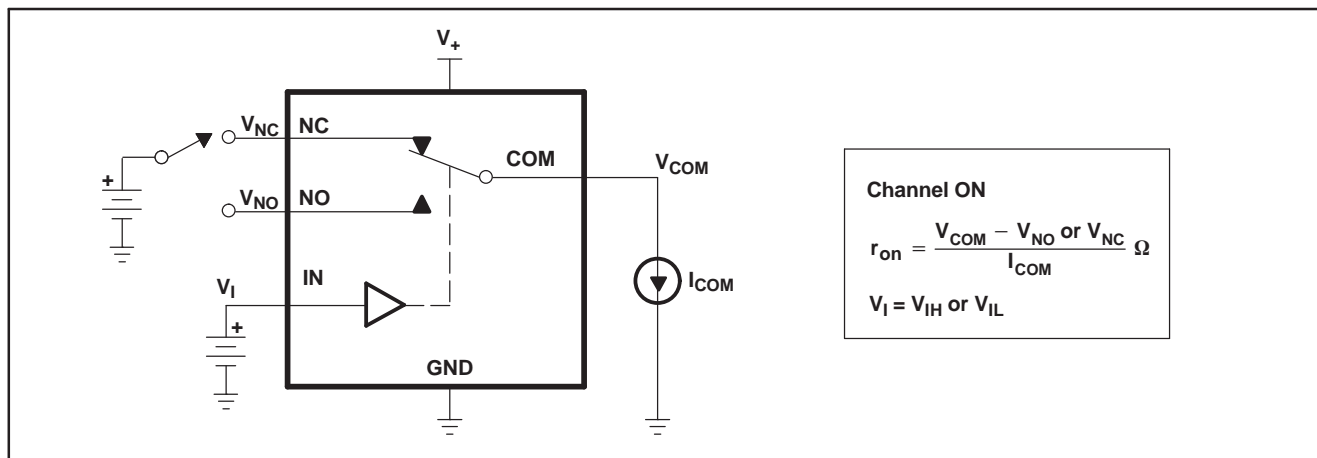 V+
VNC NC
COM
VCOM
+
VNO NO
VI IN
ICOM
+
GND
Channel ON
ron = VCOM − VNO or VNC / ICOM Ω
VI = VIH or VIL